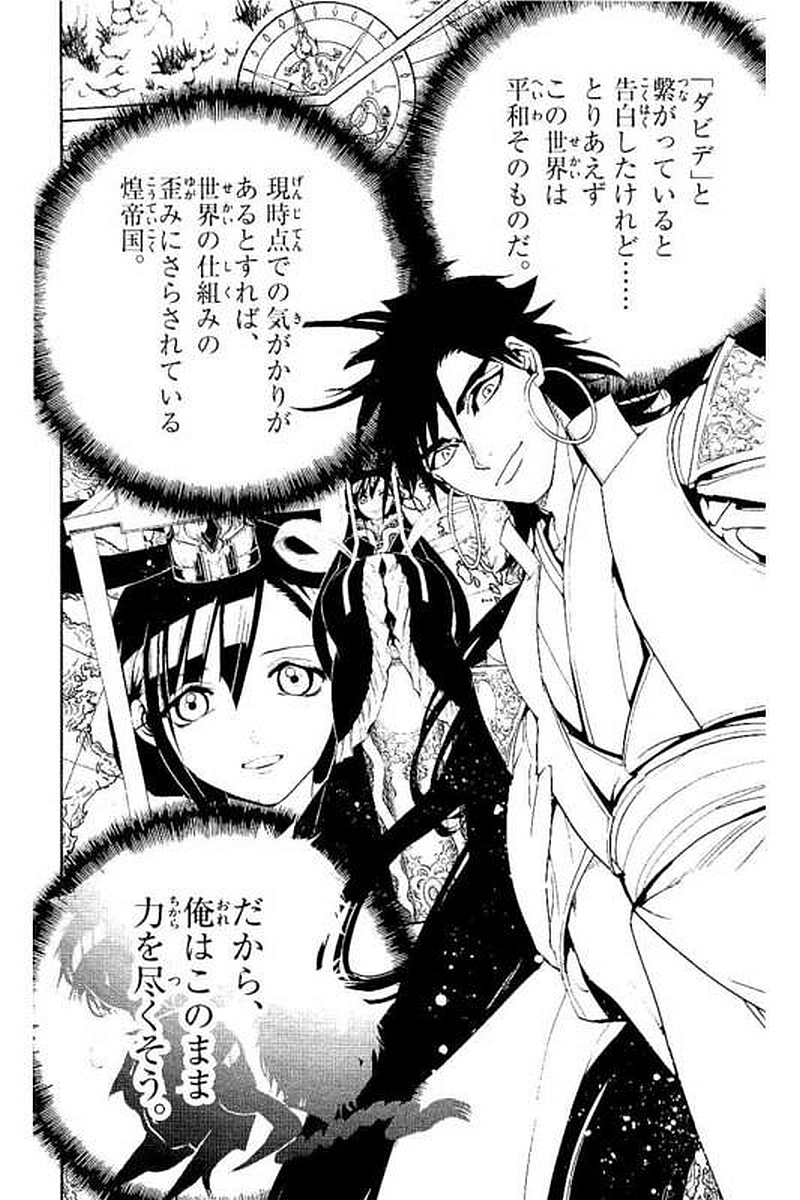 「ダビデ」と
繋がっていると
告白したけれど……
とりあえず
この世界は
平和そのものだ。
現時点での気がかりが
あるとすれば、
世界の仕組みの
歪みにさらされている
煌帝国。
だから、
俺はこのまま
力を尽くそう。